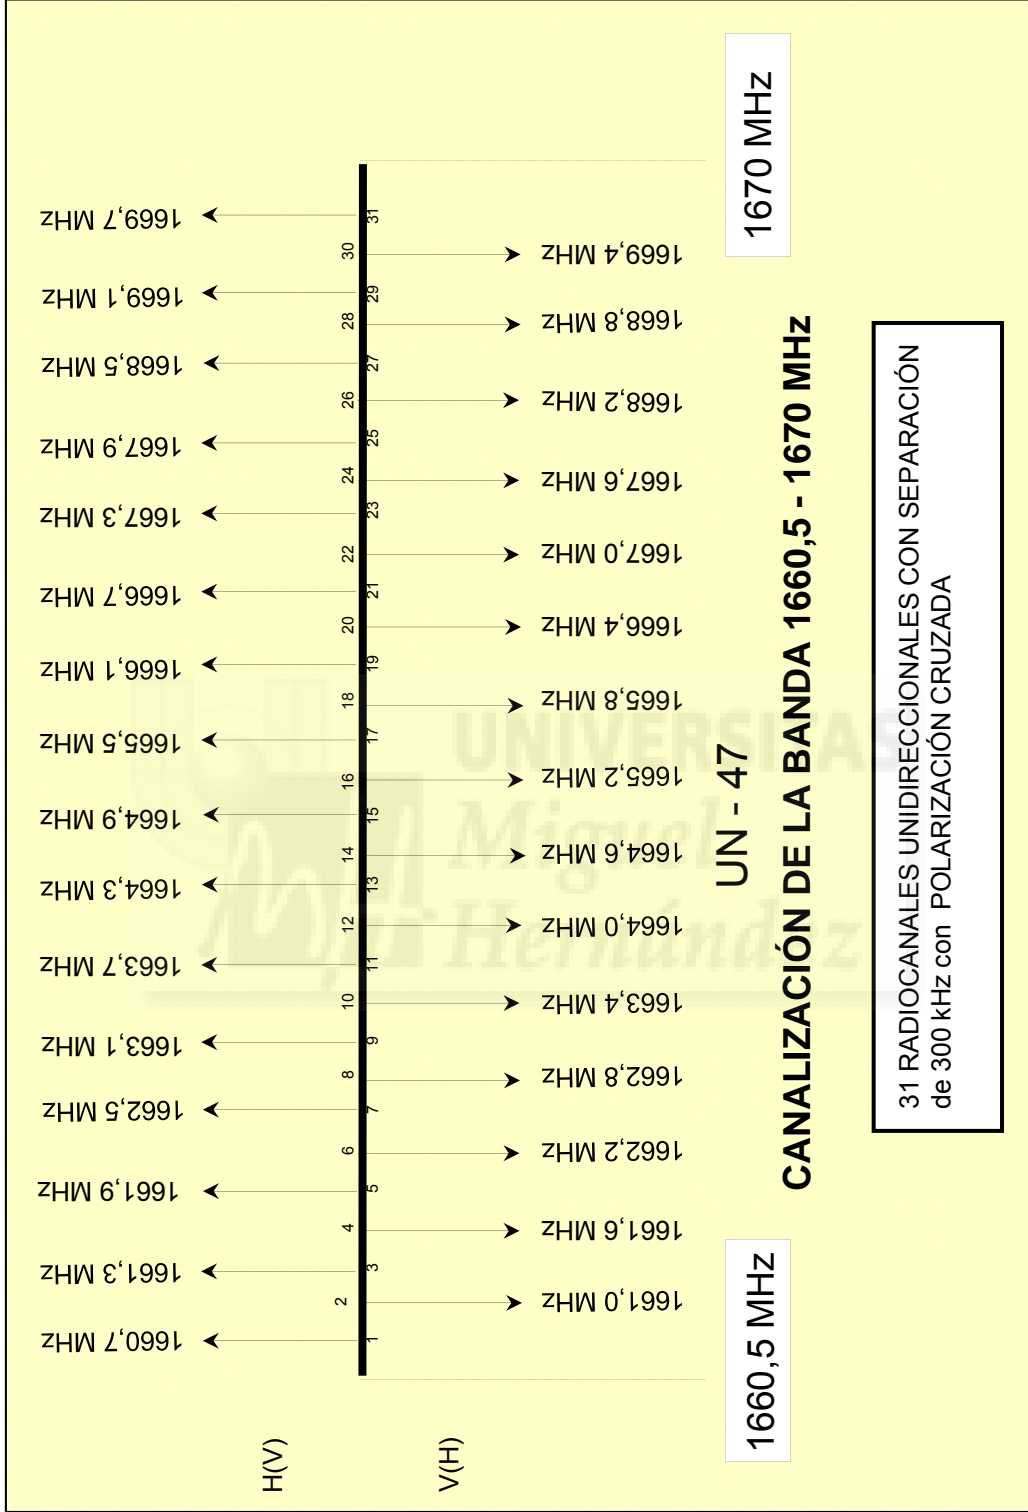 1660,7 MHz
1661,3 MHz
1661,9 MHz
1662,5 MHz
1663,1 MHz
1663,7 MHz
1664,3 MHz
1664,9 MHz
1665,5 MHz
1666,1 MHz
1666,7 MHz
1667,3 MHz
1667,9 MHz
1668,5 MHz
1669,1 MHz
1669,7 MHz
H(V)
2
4
6
8
10
12
14
16
18
20
22
24
26
28
30
1
3
5
7
9
11
13
15
17
19
21
23
25
27
29
31
V(H)
1661,0 MHz
1661,6 MHz
1662,2 MHz
1662,8 MHz
1663,4 MHz
1664,0 MHz
1664,6 MHz
1665,2 MHz
1665,8 MHz
1666,4 MHz
1667,0 MHz
1667,6 MHz
1668,2 MHz
1668,8 MHz
1669,4 MHz
UNIVERSITAS
Miguel
Hernández
1660,5 MHz
UN - 47
1670 MHz
CANALIZACIÓN DE LA BANDA 1660,5 - 1670 MHz
31 RADIOCANALES UNIDIRECCIONALES CON SEPARACIÓN
de 300 kHz con POLARIZACIÓN CRUZADA